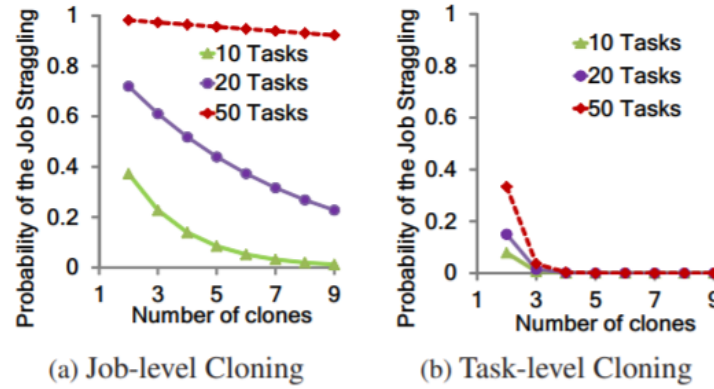 Probability of the Job Straggling
1
0.8
0.6
0.4
0.2
0
10 Tasks
20 Tasks
50 Tasks
1 3 5 7 9
Number of clones
(a) Job-level Cloning
Probability of the Job Straggling
1
0.8
0.6
0.4
0.2
0
10 Tasks
20 Tasks
50 Tasks
1 3 5 7 9
Number of clones
(b) Task-level Cloning